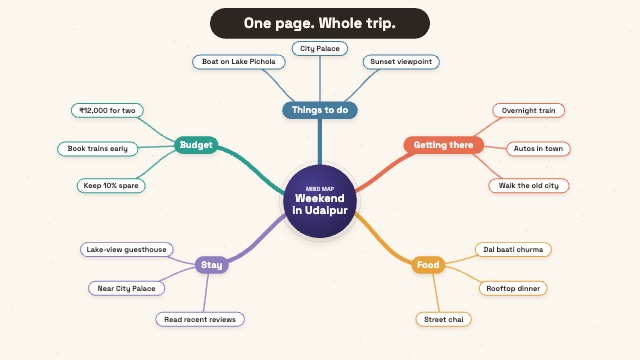 One page. Whole trip.
City Palace
Boat on Lake Pichola
Sunset viewpoint
Things to do
₹12,000 for two
Book trains early
Keep 10% spare
Budget
Overnight train
Autos in town
Walk the old city
Getting there
MIND MAP
Weekend
in Udaipur
Lake-view guesthouse
Near City Palace
Read recent reviews
Stay
Dal baati churma
Rooftop dinner
Street chai
Food